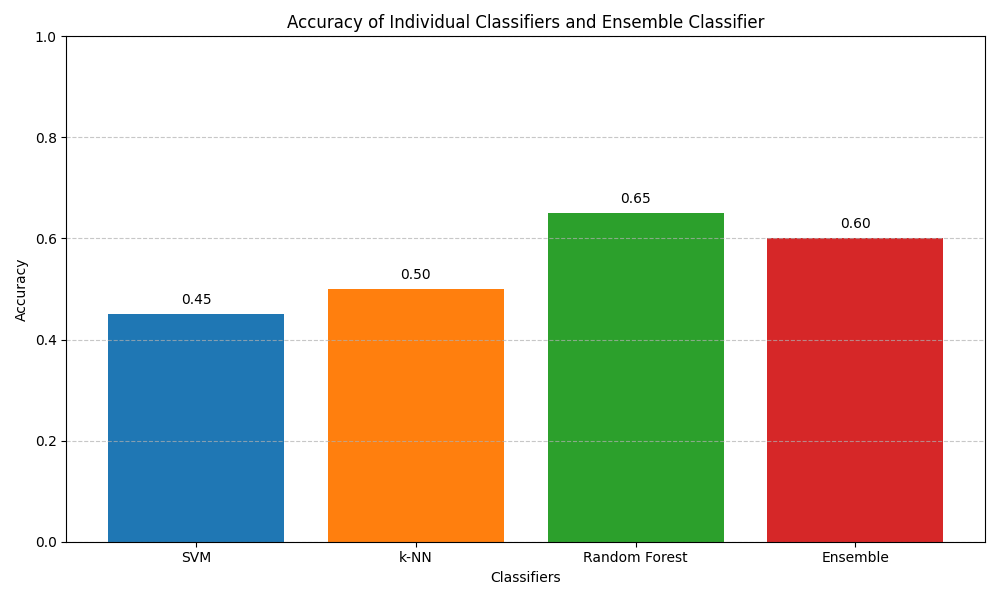 Accuracy of Individual Classifiers and Ensemble Classifier
1.0
0.8
0.6
0.4
0.2
0.0
Accuracy
0.45
0.50
0.65
0.60
SVM
k-NN
Random Forest
Ensemble
Classifiers